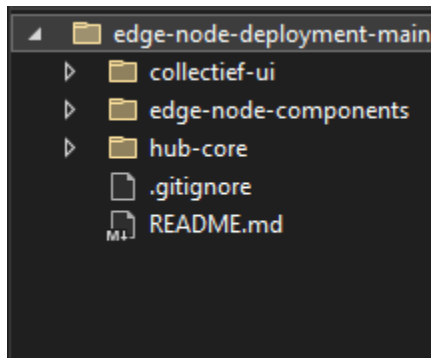 edge-node-deployment-main
collectief-ui
edge-node-components
hub-core
.gitignore
M↓ README.md